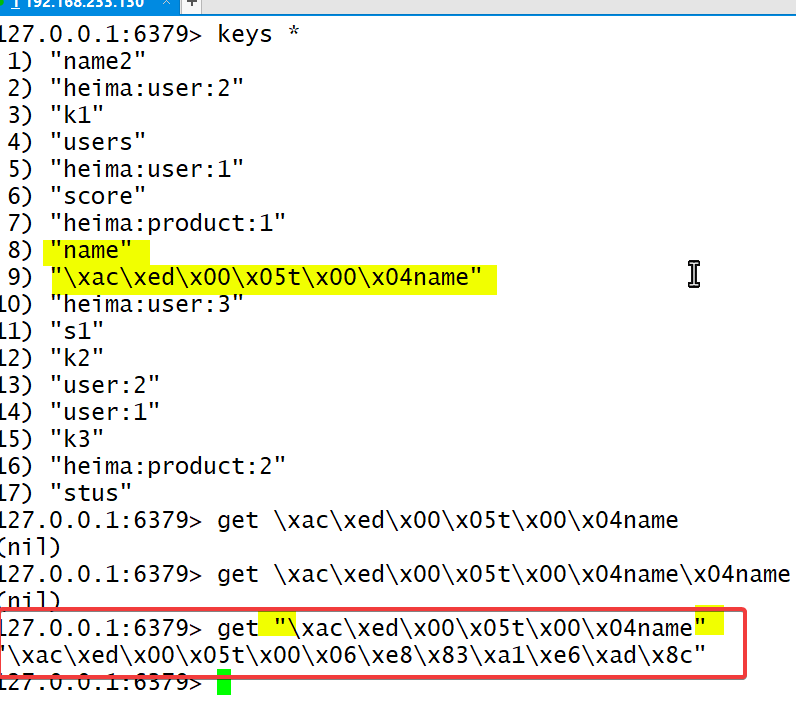 1 192.168.233.130 × +
127.0.0.1:6379> keys *
1) "name2"
2) "heima:user:2"
3) "k1"
4) "users"
5) "heima:user:1"
6) "score"
7) "heima:product:1"
8) "name"
9) "\xac\xed\x00\x05t\x00\x04name"
10) "heima:user:3"
11) "s1"
12) "k2"
13) "user:2"
14) "user:1"
15) "k3"
16) "heima:product:2"
17) "stus"
127.0.0.1:6379> get \xac\xed\x00\x05t\x00\x04name
(nil)
127.0.0.1:6379> get \xac\xed\x00\x05t\x00\x04name\x04name
(nil)
127.0.0.1:6379> get "\xac\xed\x00\x05t\x00\x04name"
"\xac\xed\x00\x05t\x00\x06\xe8\x83\xa1\xe6\xad\x8c"
127.0.0.1:6379>